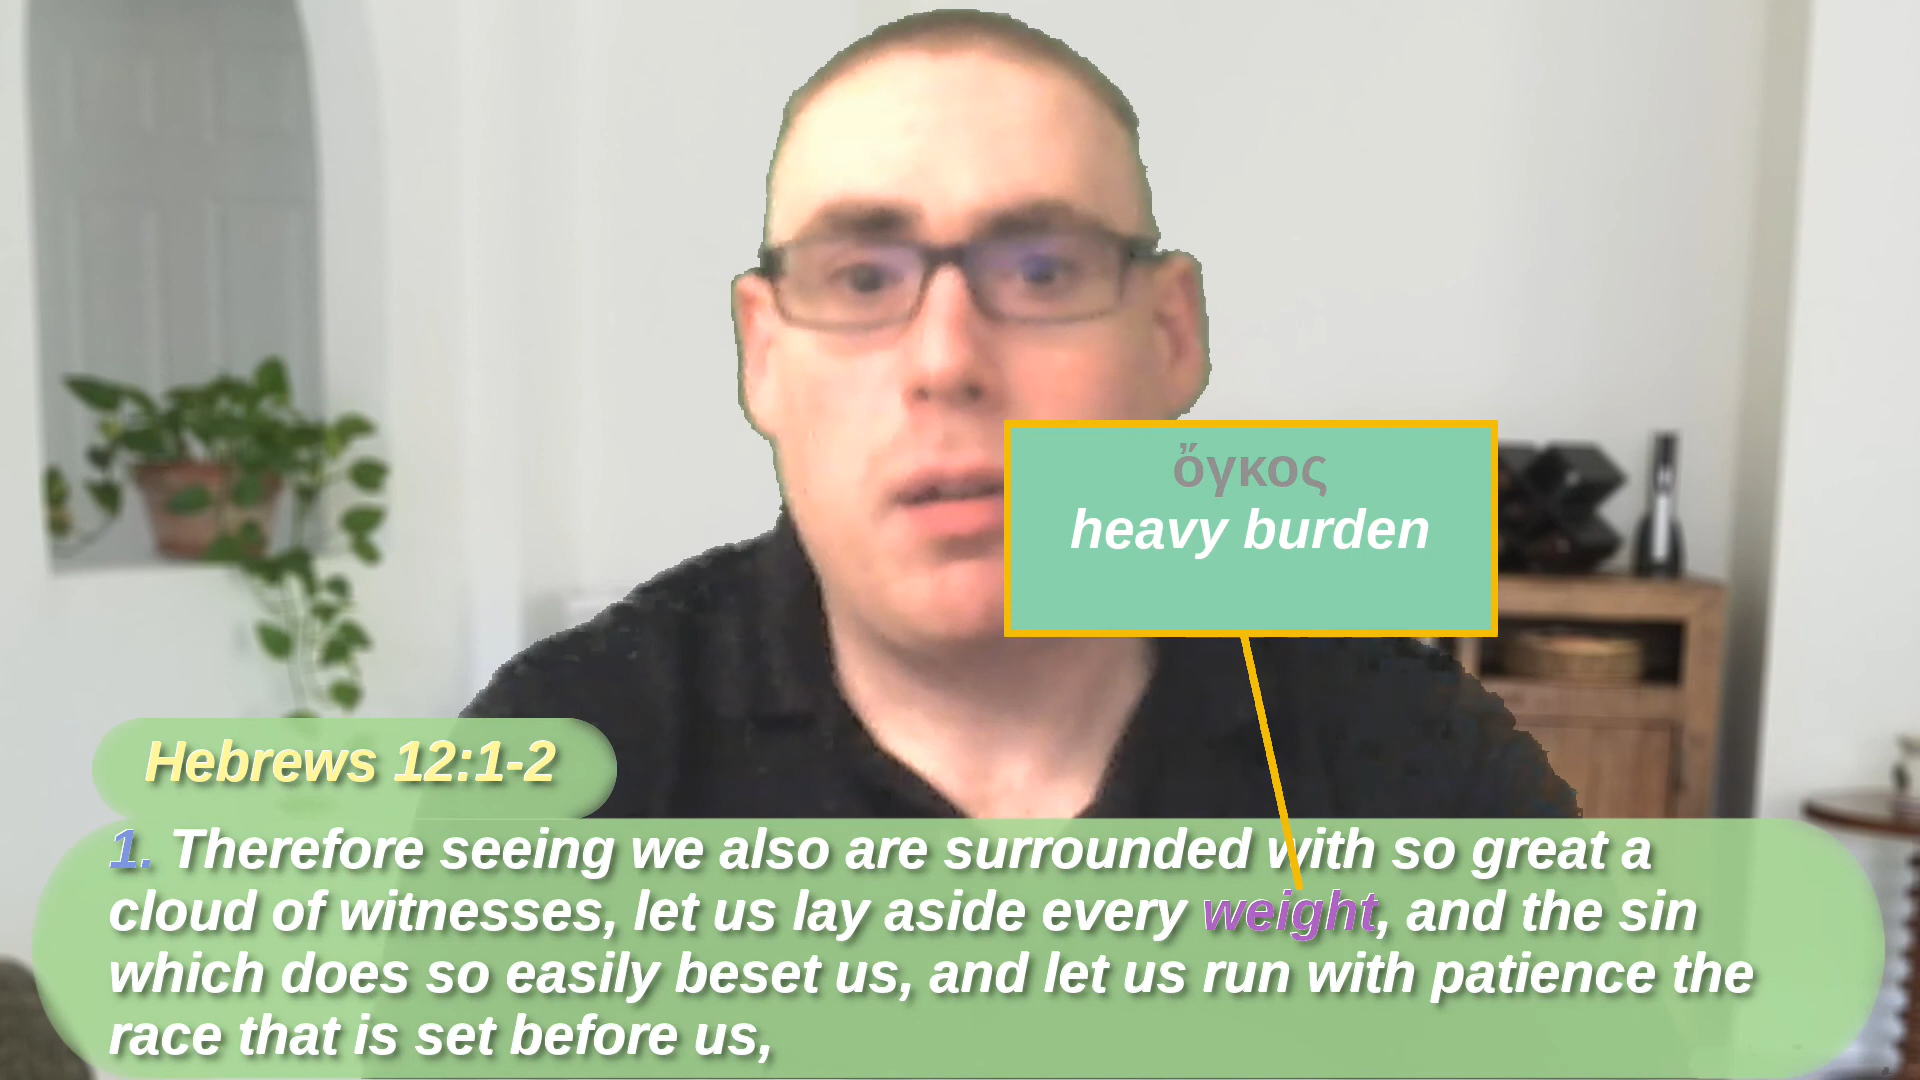 ὄγκος
heavy burden
Hebrews 12:1-2
1. Therefore seeing we also are surrounded with so great a
cloud of witnesses, let us lay aside every weight, and the sin
which does so easily beset us, and let us run with patience the
race that is set before us,